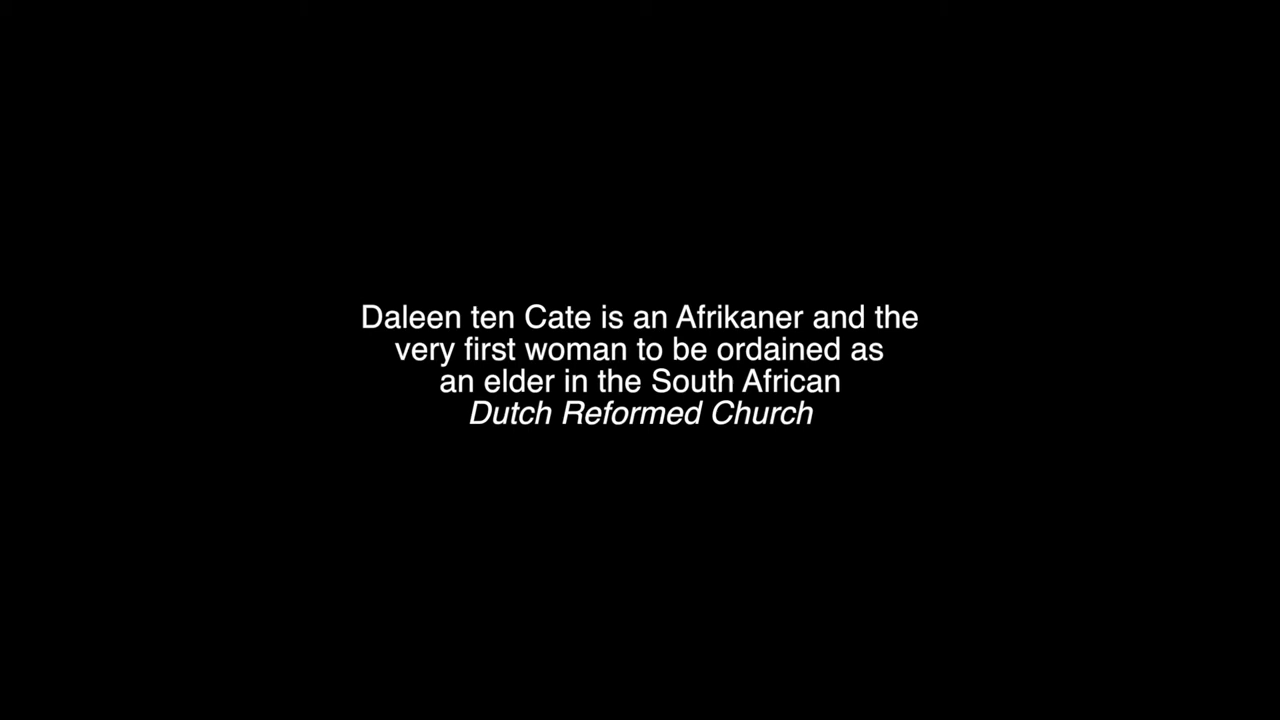 Daleen ten Cate is an Afrikaner and the
very first woman to be ordained as
an elder in the South African
Dutch Reformed Church